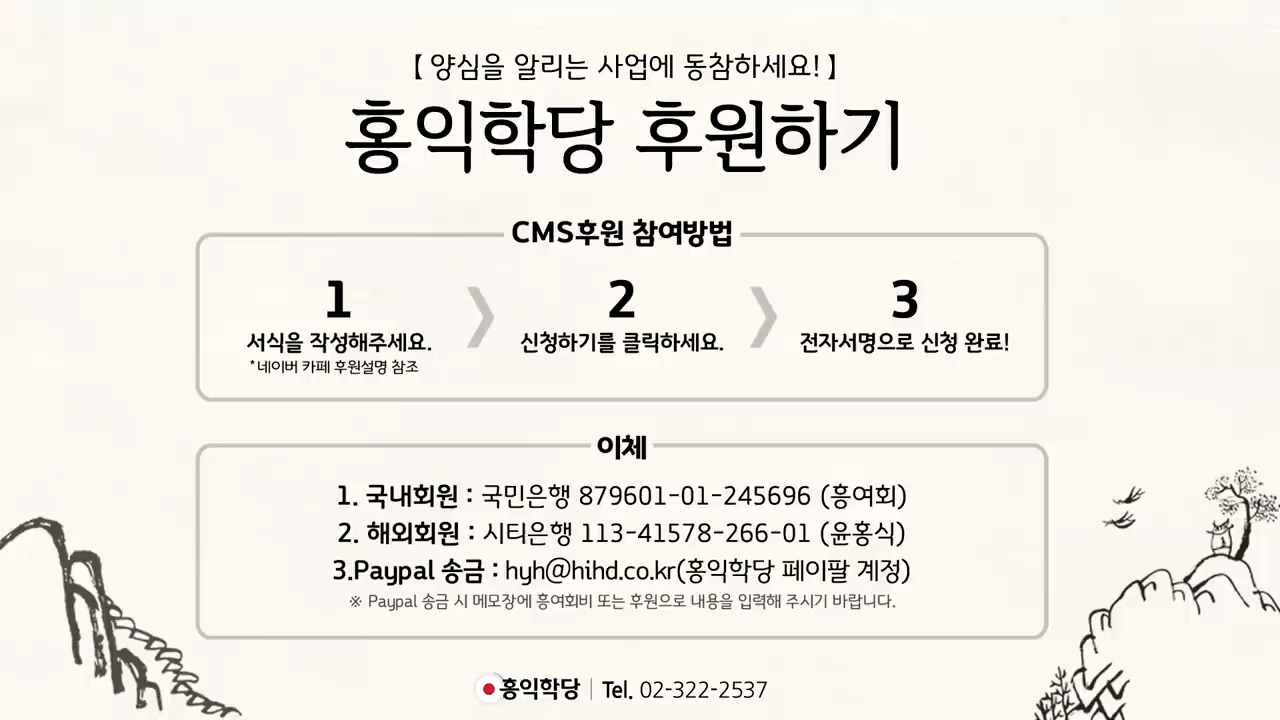 【 양심을 알리는 사업에 동참하세요! 】
홍익학당 후원하기
CMS후원 참여방법
1
서식을 작성해주세요.
*네이버 카페 후원설명 참조
2
신청하기를 클릭하세요.
3
전자서명으로 신청 완료!
이체
1. 국내회원 : 국민은행 879601-01-245696 (흥여회)
2. 해외회원 : 시티은행 113-41578-266-01 (윤홍식)
3.Paypal 송금 : hyh@hihd.co.kr(홍익학당 페이팔 계정)
※ Paypal 송금 시 메모장에 흥여회비 또는 후원으로 내용을 입력해 주시기 바랍니다.
홍익학당 | Tel. 02-322-2537